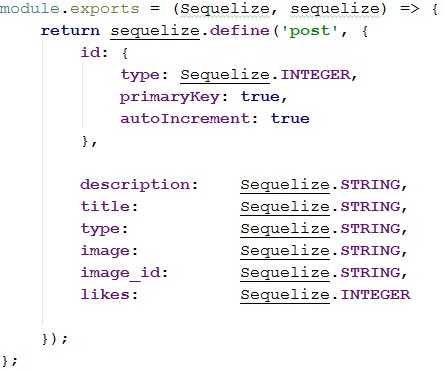 module.exports = (Sequelize, sequelize) => {
    return sequelize.define('post', {
        id: {
            type: Sequelize.INTEGER,
            primaryKey: true,
            autoIncrement: true
        },

        description:    Sequelize.STRING,
        title:          Sequelize.STRING,
        type:           Sequelize.STRING,
        image:          Sequelize.STRING,
        image_id:       Sequelize.STRING,
        likes:          Sequelize.INTEGER

    });
};